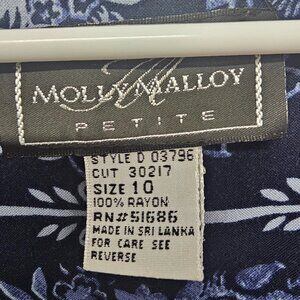 MOLLY MALLOY
PETITE
STYLE D 03796
CUT 30217
SIZE 10
100% RAYON
RN#51686
MADE IN SRI LANKA
FOR CARE SEE
REVERSE